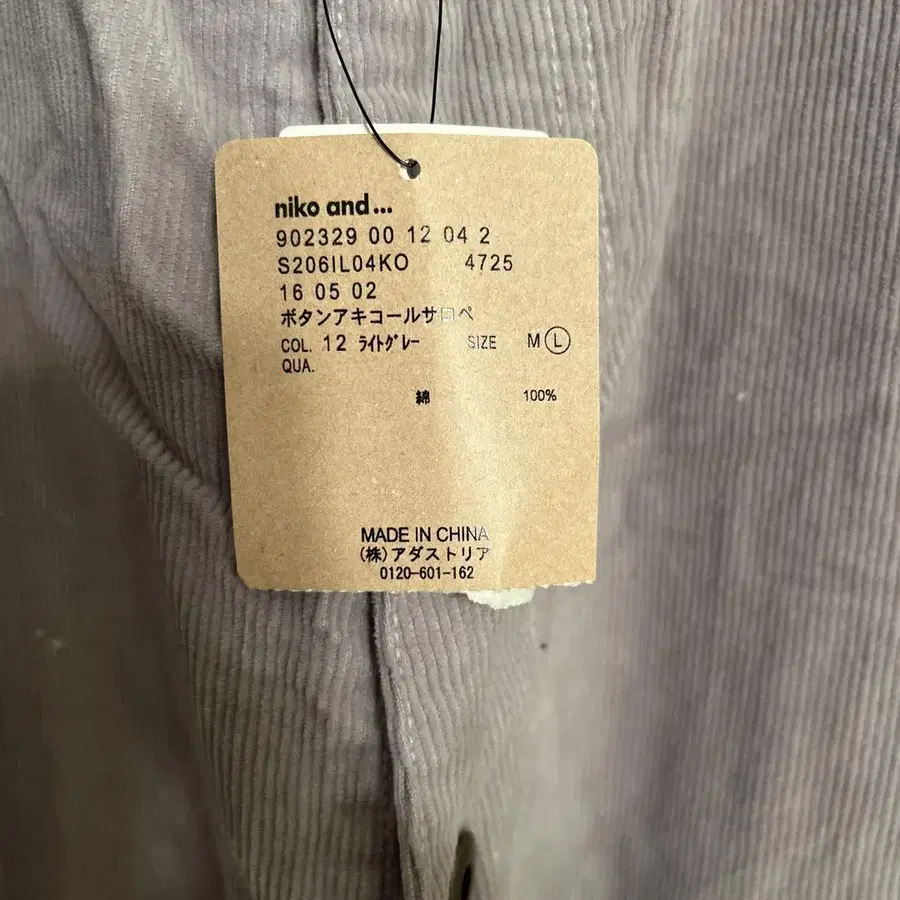 niko and...
902329 00 12 04 2
S206IL04KO 4725
16 05 02
ボタンアキコールサロペ
COL. 12 ﾗｲﾄｸﾞﾚｰ SIZE M Ⓛ
QUA.
綿 100%
MADE IN CHINA
(株)アダストリア
0120-601-162